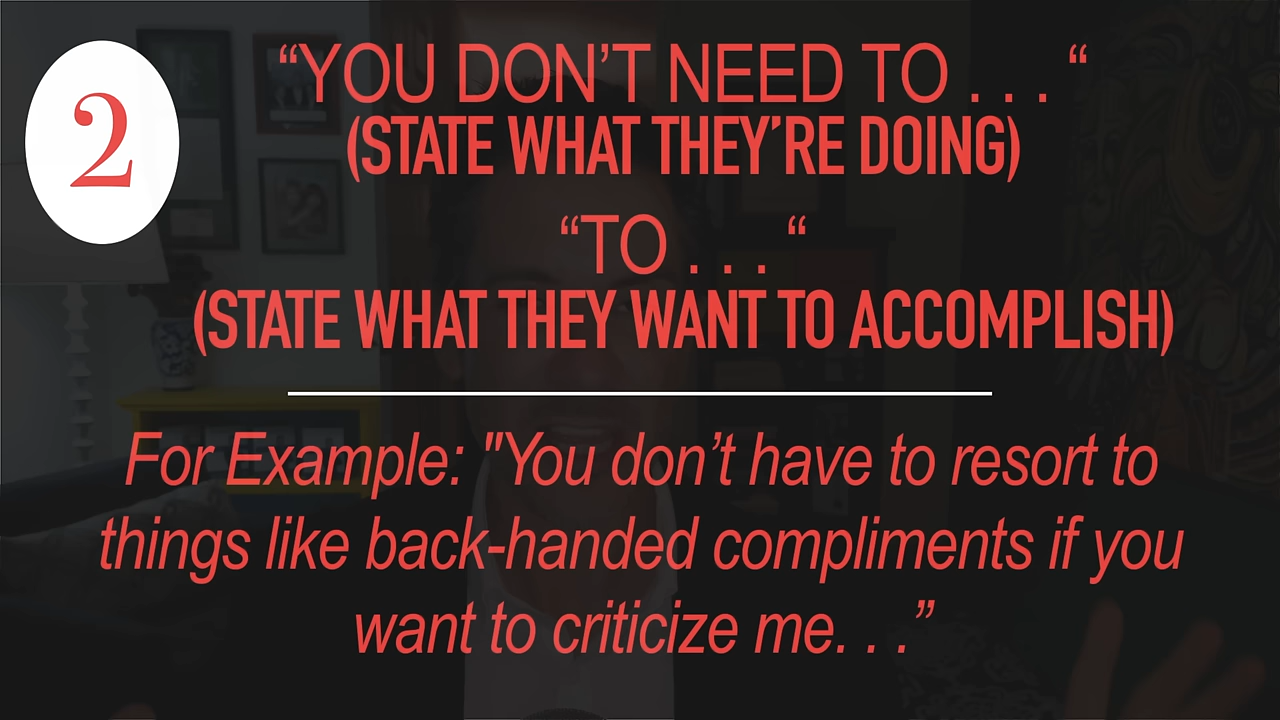 2
“YOU DON’T NEED TO . . . “
(STATE WHAT THEY’RE DOING)
“TO . . . “
(STATE WHAT THEY WANT TO ACCOMPLISH)
For Example: "You don’t have to resort to
things like back-handed compliments if you
want to criticize me. . .”